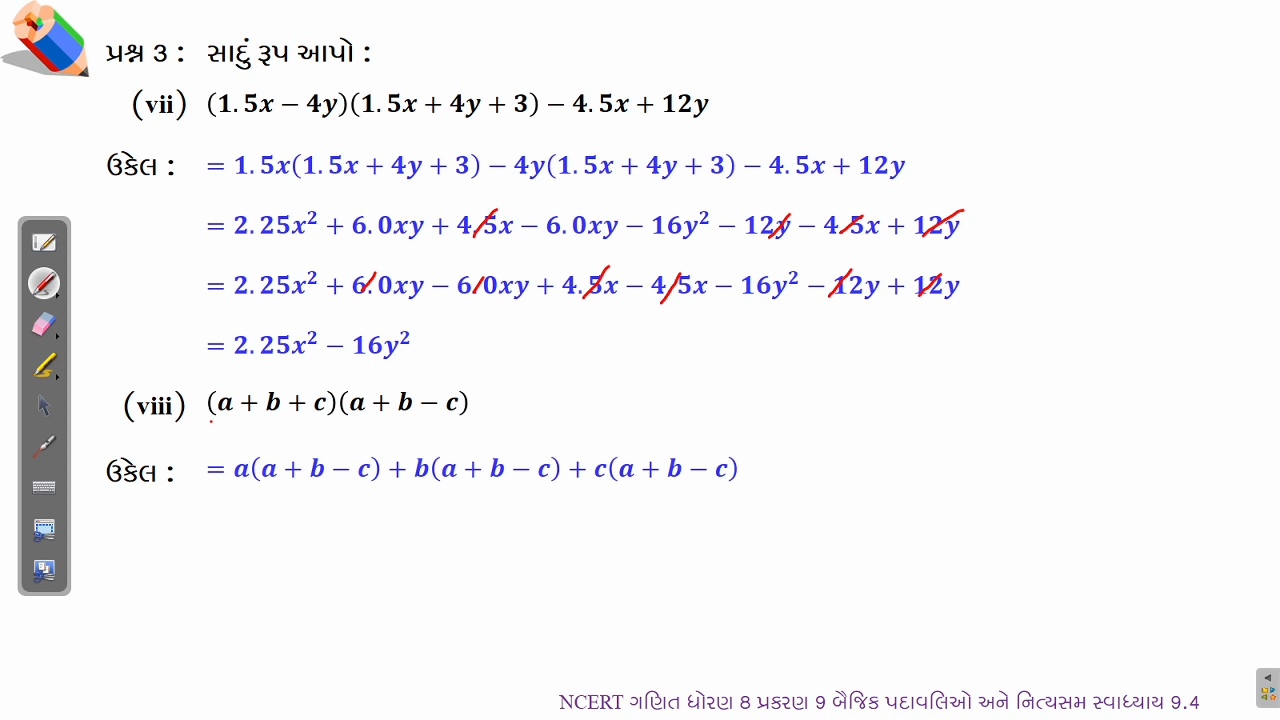 પ્રશ્ન 3 : સાદું રૂપ આપો :
(vii) (1.5x − 4y)(1.5x + 4y + 3) − 4.5x + 12y
ઉકેલ : = 1.5x(1.5x + 4y + 3) − 4y(1.5x + 4y + 3) − 4.5x + 12y
= 2.25x² + 6.0xy + 4.5x − 6.0xy − 16y² − 12y − 4.5x + 12y
= 2.25x² + 6.0xy − 6.0xy + 4.5x − 4.5x − 16y² − 12y + 12y
= 2.25x² − 16y²
(viii) (a + b + c)(a + b − c)
ઉકેલ : = a(a + b − c) + b(a + b − c) + c(a + b − c)
NCERT ગણિત ધોરણ 8 પ્રકરણ 9 બૈજિક પદાવલિઓ અને નિત્યસમ સ્વાધ્યાય 9.4